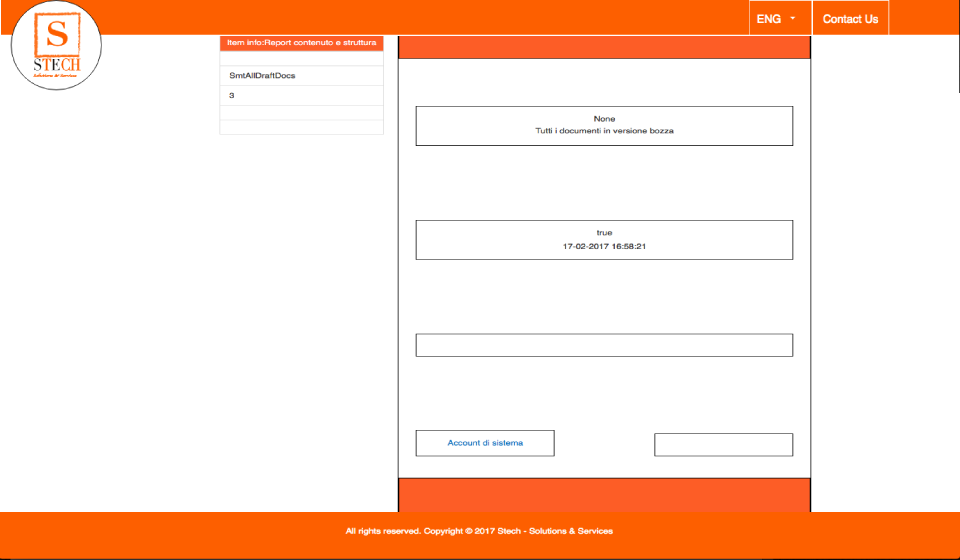 ENG
Contact Us
S
STECH
Solutions & Services
Item info:Report contenuto e struttura
SmtAllDraftDocs
3
None
Tutti i documenti in versione bozza
true
17-02-2017 16:58:21
Account di sistema
All rights reserved. Copyright © 2017 Stech - Solutions & Services